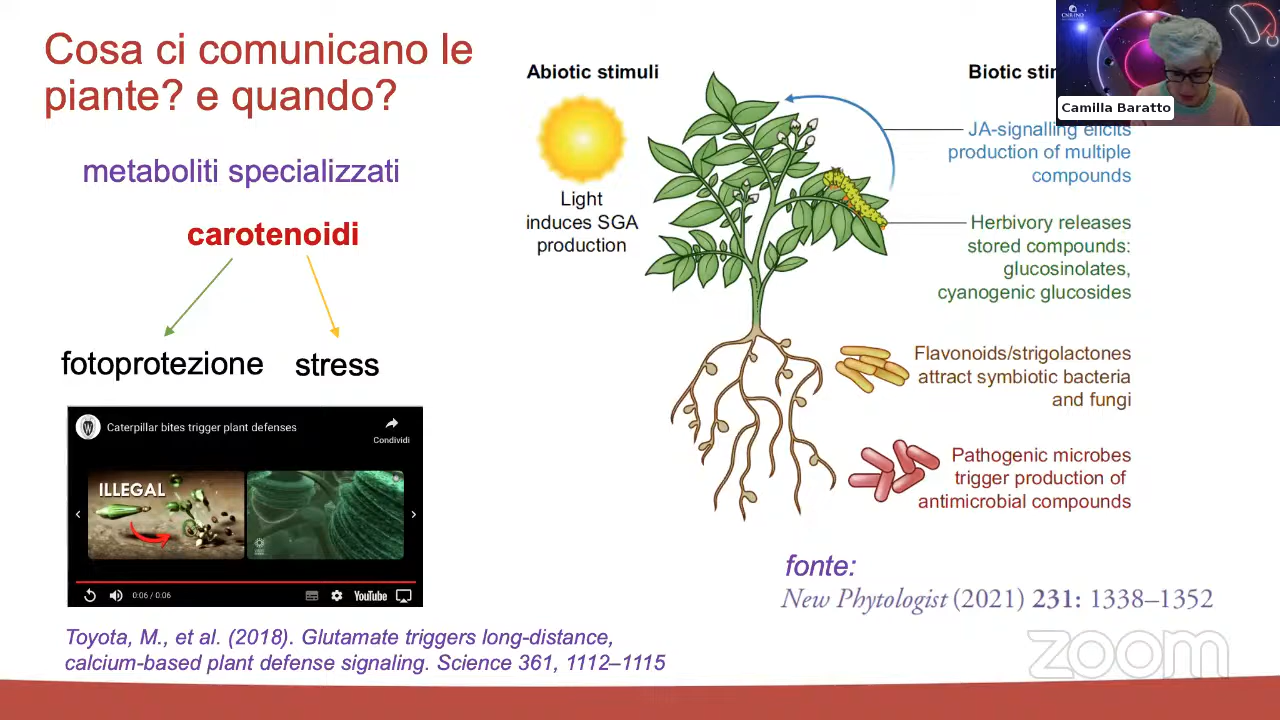 Cosa ci comunicano le
piante? e quando?
metaboliti specializzati
carotenoidi
fotoprotezione
stress
Caterpillar bites trigger plant defenses
Condividi
ILLEGAL
0:06 / 0:06
YouTube
Toyota, M., et al. (2018). Glutamate triggers long-distance,
calcium-based plant defense signaling. Science 361, 1112–1115
Abiotic stimuli
Light
induces SGA
production
Biotic stim
JA-signalling elicits
production of multiple
compounds
Herbivory releases
stored compounds:
glucosinolates,
cyanogenic glucosides
Flavonoids/strigolactones
attract symbiotic bacteria
and fungi
Pathogenic microbes
trigger production of
antimicrobial compounds
fonte:
New Phytologist (2021) 231: 1338–1352
Camilla Baratto
zoom